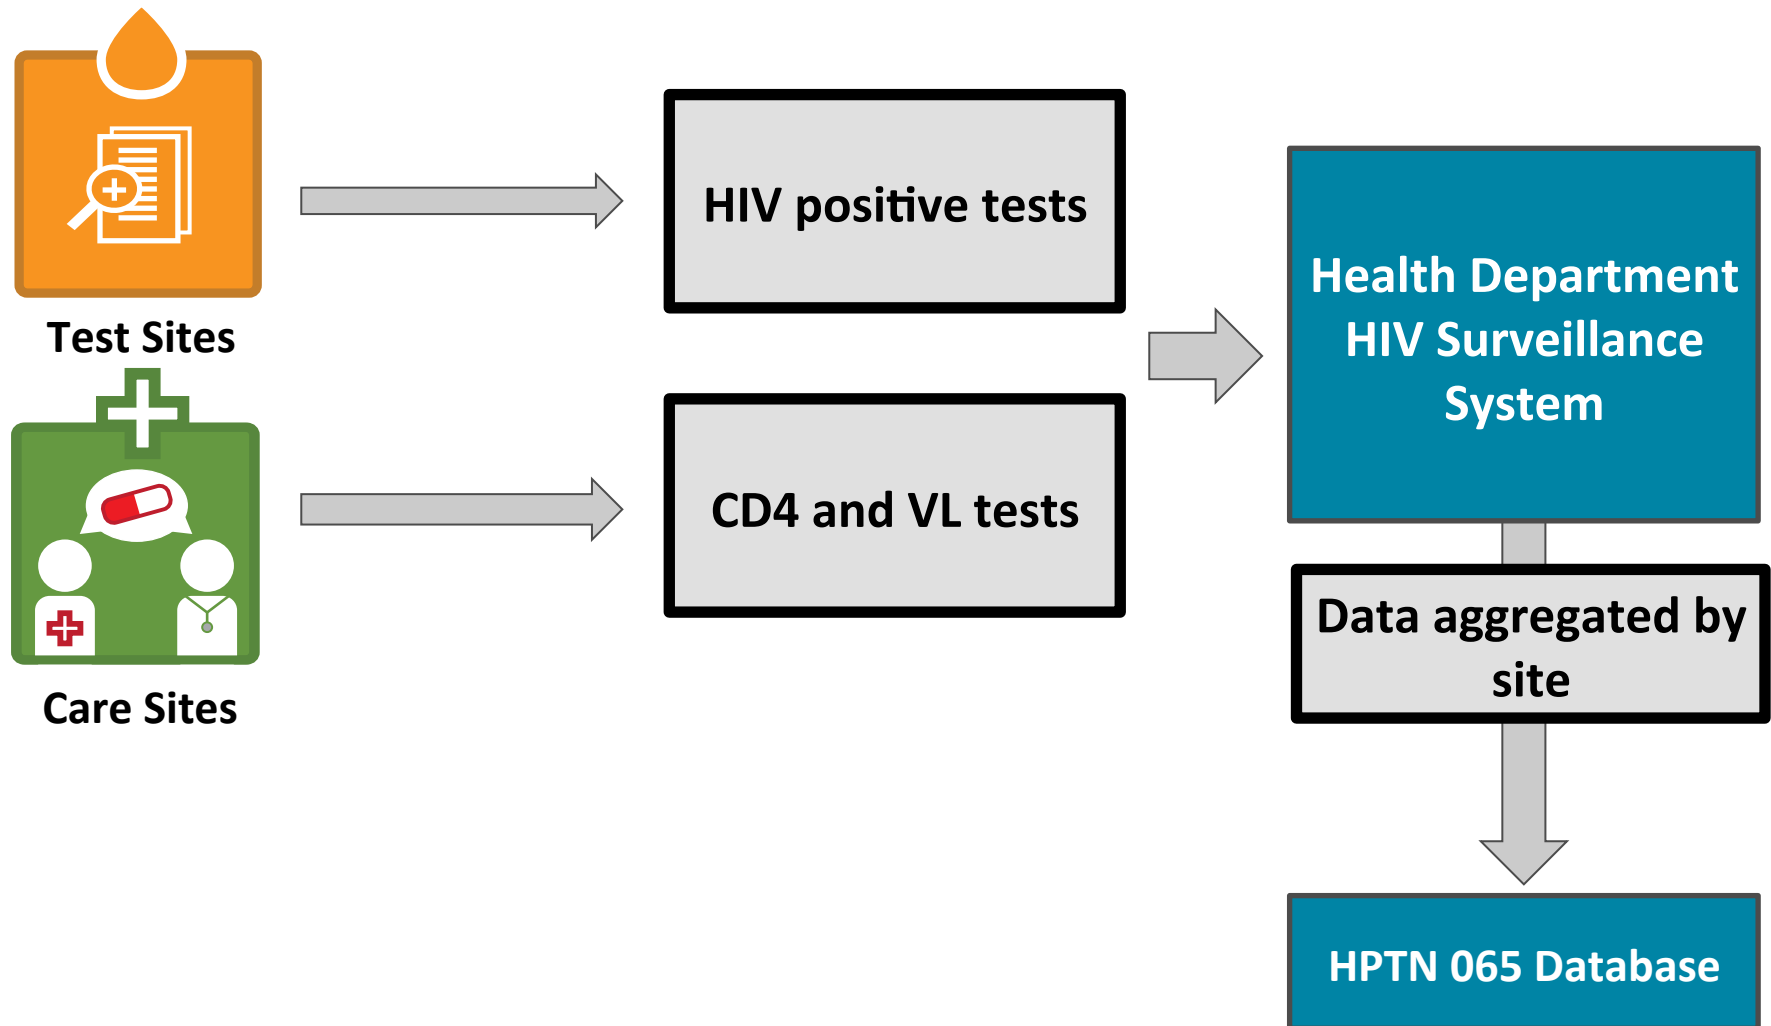 Test Sites
Care Sites
HIV positive tests
CD4 and VL tests
Health Department
HIV Surveillance
System
Data aggregated by
site
HPTN 065 Database